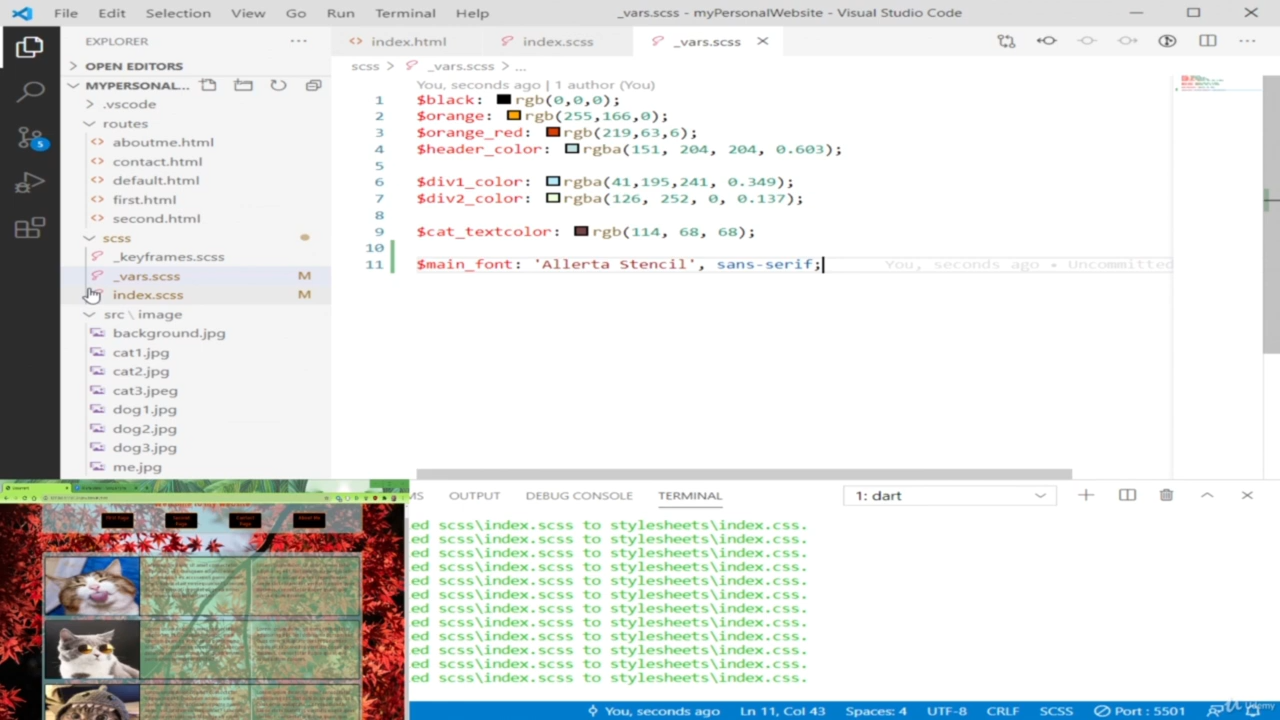 File Edit Selection View Go Run Terminal Help _vars.scss - myPersonalWebsite - Visual Studio Code
EXPLORER
index.html index.scss _vars.scss
OPEN EDITORS
scss > _vars.scss > ...
MYPERSONAL...
You, seconds ago | 1 author (You)
.vscode
routes
aboutme.html
contact.html
default.html
first.html
second.html
scss
_keyframes.scss
_vars.scss M
index.scss M
src \ image
background.jpg
cat1.jpg
cat2.jpg
cat3.jpeg
dog1.jpg
dog2.jpg
dog3.jpg
me.jpg
5
1 $black: rgb(0,0,0);
2 $orange: rgb(255,166,0);
3 $orange_red: rgb(219,63,6);
4 $header_color: rgba(151, 204, 204, 0.603);
5
6 $div1_color: rgba(41,195,241, 0.349);
7 $div2_color: rgba(126, 252, 0, 0.137);
8
9 $cat_textcolor: rgb(114, 68, 68);
10
11 $main_font: 'Allerta Stencil', sans-serif; You, seconds ago • Uncommitted
MS OUTPUT DEBUG CONSOLE TERMINAL 1: dart
ed scss\index.scss to stylesheets\index.css.
ed scss\index.scss to stylesheets\index.css.
ed scss\index.scss to stylesheets\index.css.
ed scss\index.scss to stylesheets\index.css.
ed scss\index.scss to stylesheets\index.css.
ed scss\index.scss to stylesheets\index.css.
ed scss\index.scss to stylesheets\index.css.
ed scss\index.scss to stylesheets\index.css.
ed scss\index.scss to stylesheets\index.css.
ed scss\index.scss to stylesheets\index.css.
ed scss\index.scss to stylesheets\index.css.
ed scss\index.scss to stylesheets\index.css.
You, seconds ago Ln 11, Col 43 Spaces: 4 UTF-8 CRLF SCSS Port : 5501
Udemy